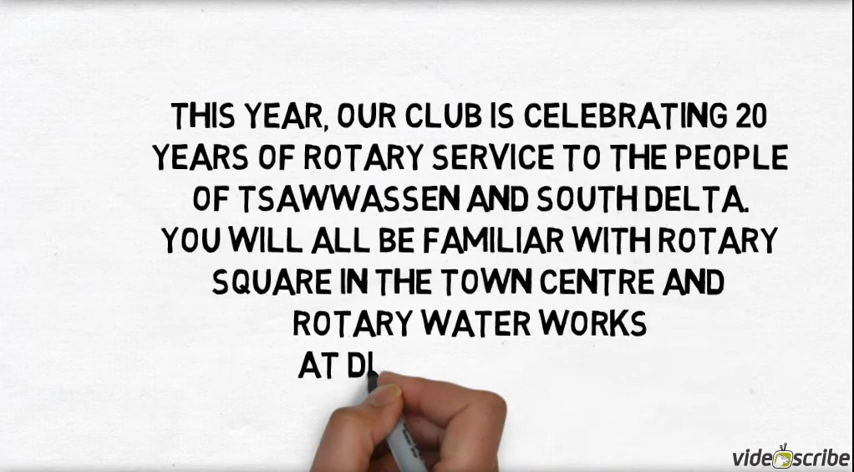 THIS YEAR, OUR CLUB IS CELEBRATING 20
YEARS OF ROTARY SERVICE TO THE PEOPLE
OF TSAWWASSEN AND SOUTH DELTA.
YOU WILL ALL BE FAMILIAR WITH ROTARY
SQUARE IN THE TOWN CENTRE AND
ROTARY WATER WORKS
AT
videoscribe